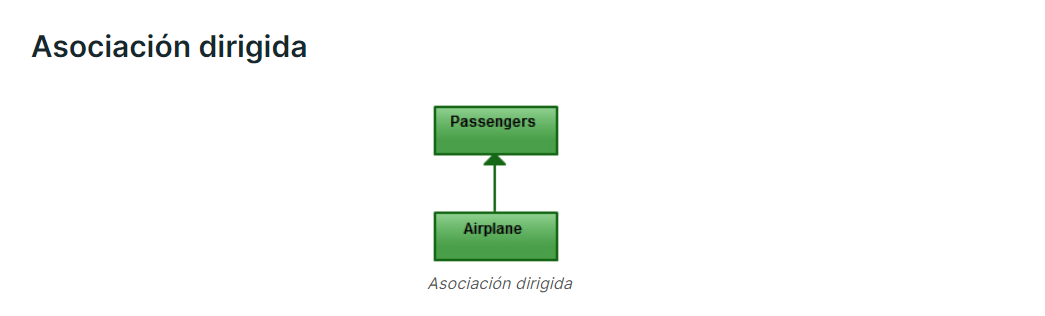 Asociación dirigida
Passengers
Airplane
Asociación dirigida